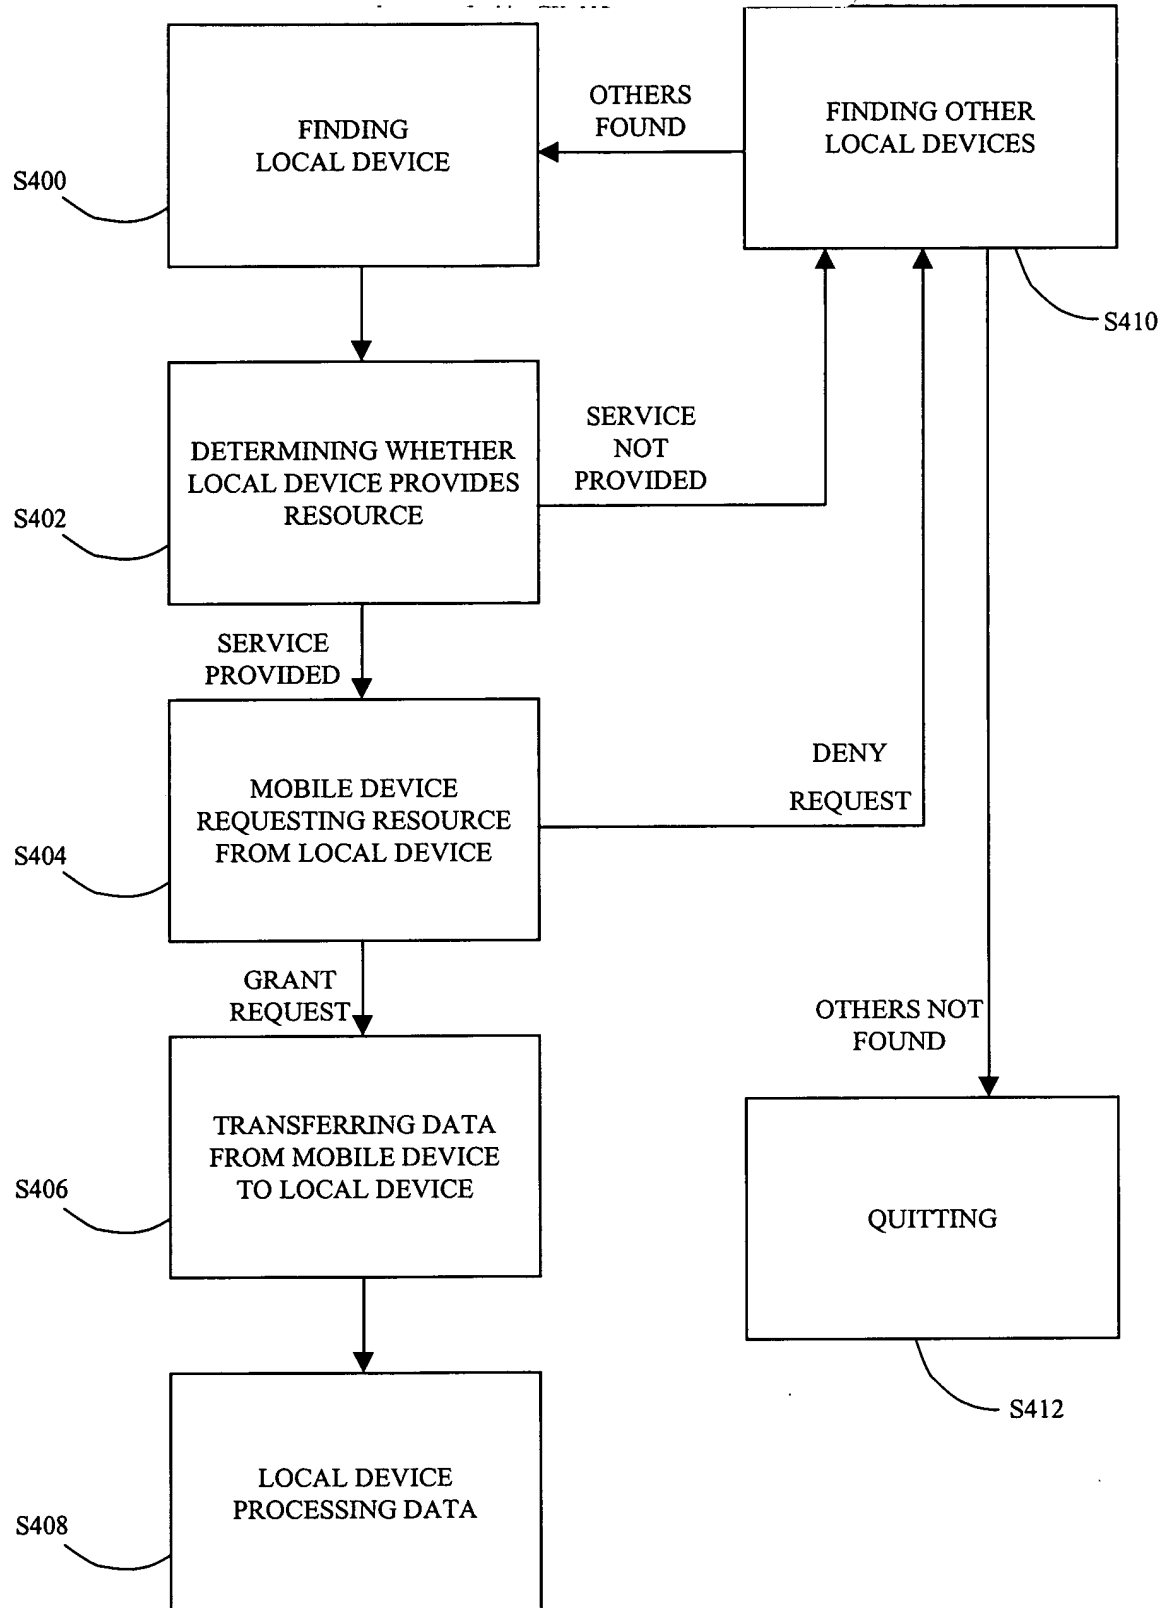 FINDING
LOCAL DEVICE
S400
OTHERS
FOUND
FINDING OTHER
LOCAL DEVICES
S410
DETERMINING WHETHER
LOCAL DEVICE PROVIDES
RESOURCE
S402
SERVICE
NOT
PROVIDED
SERVICE
PROVIDED
MOBILE DEVICE
REQUESTING RESOURCE
FROM LOCAL DEVICE
S404
DENY
REQUEST
GRANT
REQUEST
OTHERS NOT
FOUND
TRANSFERRING DATA
FROM MOBILE DEVICE
TO LOCAL DEVICE
S406
QUITTING
S412
LOCAL DEVICE
PROCESSING DATA
S408